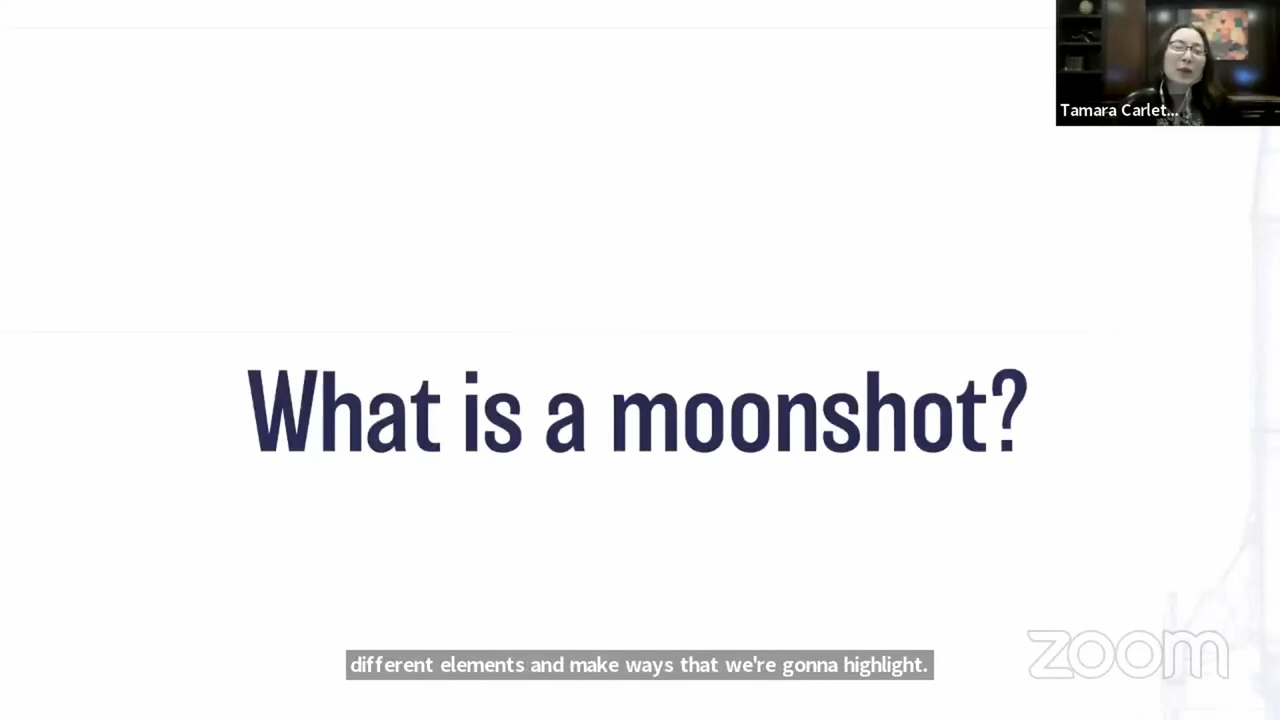 Tamara Carlet...
What is a moonshot?
different elements and make ways that we're gonna highlight.
zoom